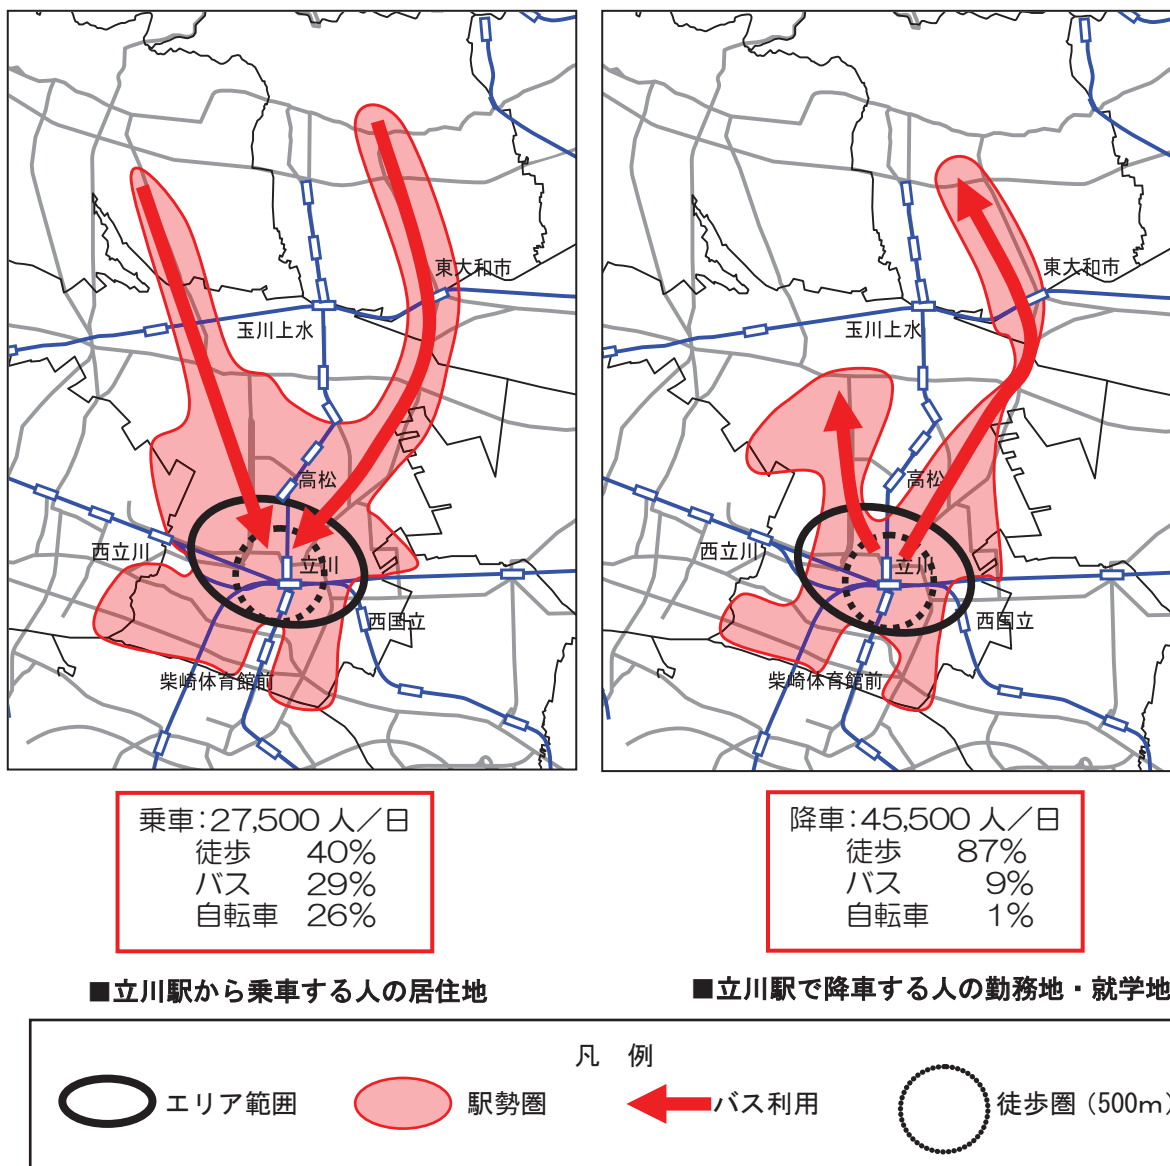 東大和市
玉川上水
高松
西立川
立川
西国立
柴崎体育館前
東大和市
玉川上水
高松
西立川
立川
西国立
柴崎体育館前
乗車:27,500 人/日
徒歩 40%
バス 29%
自転車 26%
降車:45,500 人/日
徒歩 87%
バス 9%
自転車 1%
■立川駅から乗車する人の居住地
■立川駅で降車する人の勤務地・就学地
凡 例
エリア範囲
駅勢圏
バス利用
徒歩圏(500m)